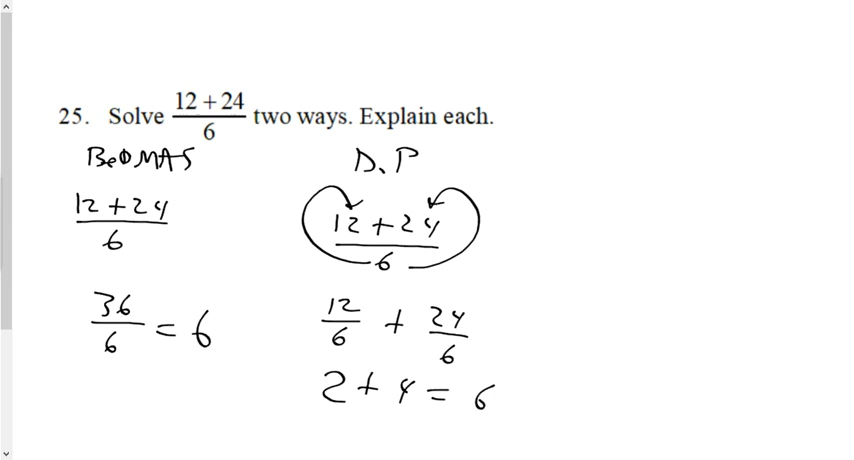 25. Solve (12 + 24)/6 two ways. Explain each.
BeDMAS
(12 + 24)/6
36/6 = 6
D.P
(12 + 24)/6
12/6 + 24/6
2 + 4 = 6